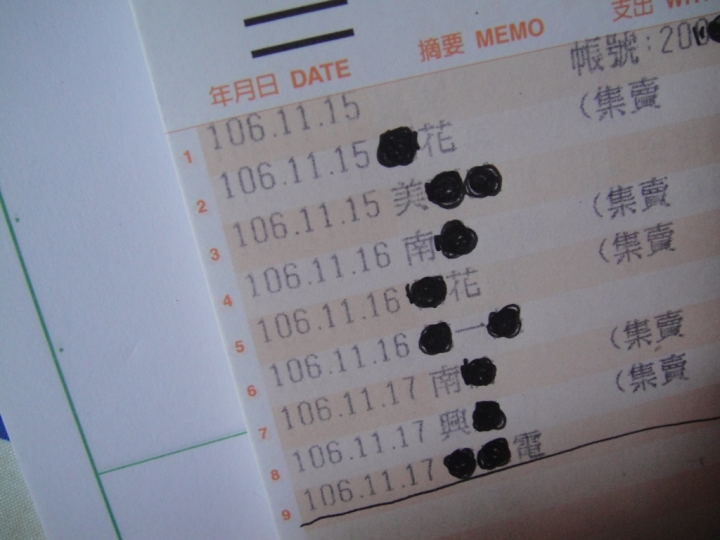 年月日 DATE 摘要 MEMO 支出
1 106.11.15 帳號:200
2 106.11.15 花 (集賣
3 106.11.15 美
4 106.11.16 南 (集賣
5 106.11.16 花 (集賣
6 106.11.16 一
7 106.11.17 南 (集賣
8 106.11.17 興 (集賣
9 106.11.17 電